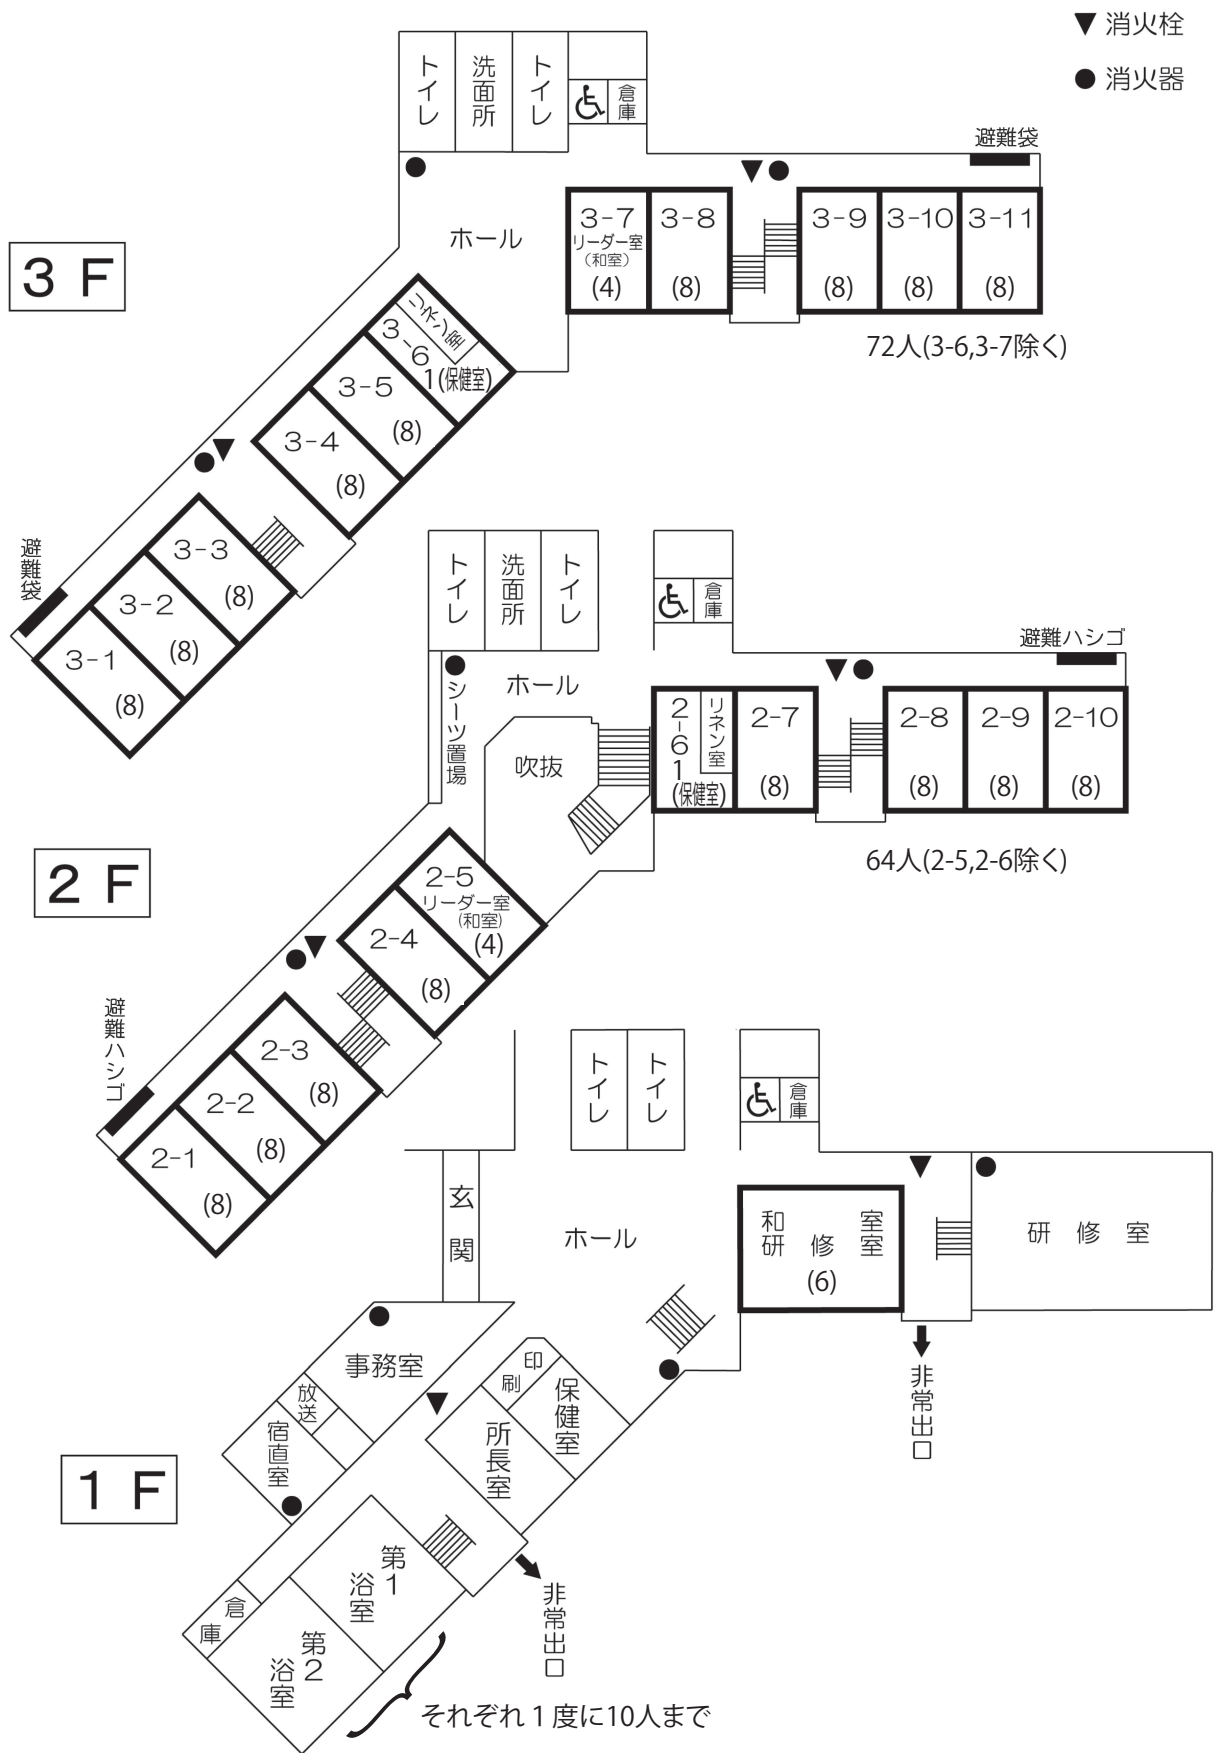 ▼ 消火栓
● 消火器
3 F
トイレ
洗面所
トイレ
倉庫
避難袋
ホール
3-7
リーダー室
(和室)
(4)
3-8
(8)
3-9
(8)
3-10
(8)
3-11
(8)
72人(3-6,3-7除く)
リネン室
3-6
1(保健室)
3-5
(8)
3-4
(8)
3-3
(8)
3-2
(8)
3-1
(8)
避難袋
2 F
トイレ
洗面所
トイレ
倉庫
避難ハシゴ
ホール
シーツ置場
吹抜
2-6
1
(保健室)
リネン室
2-7
(8)
2-8
(8)
2-9
(8)
2-10
(8)
64人(2-5,2-6除く)
2-5
リーダー室
(和室)
(4)
2-4
(8)
2-3
(8)
2-2
(8)
2-1
(8)
避難ハシゴ
1 F
トイレ
トイレ
倉庫
玄関
ホール
和室
研修室
(6)
研修室
非常出口
事務室
放送
宿直室
印刷
保健室
所長室
第1
浴室
第2
浴室
倉庫
非常出口
それぞれ1度に10人まで